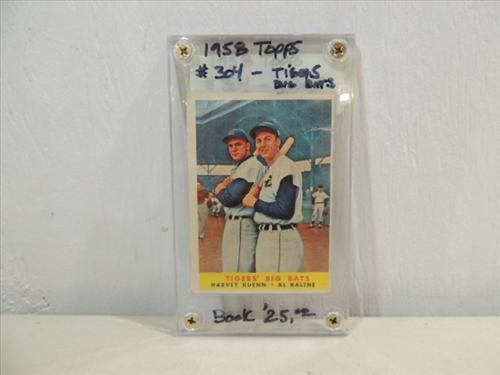 1958 Topps
# 304 - Tigers
Big Bats
TIGERS' BIG BATS
HARVEY KUENN - AL KALINE
Book '25.00